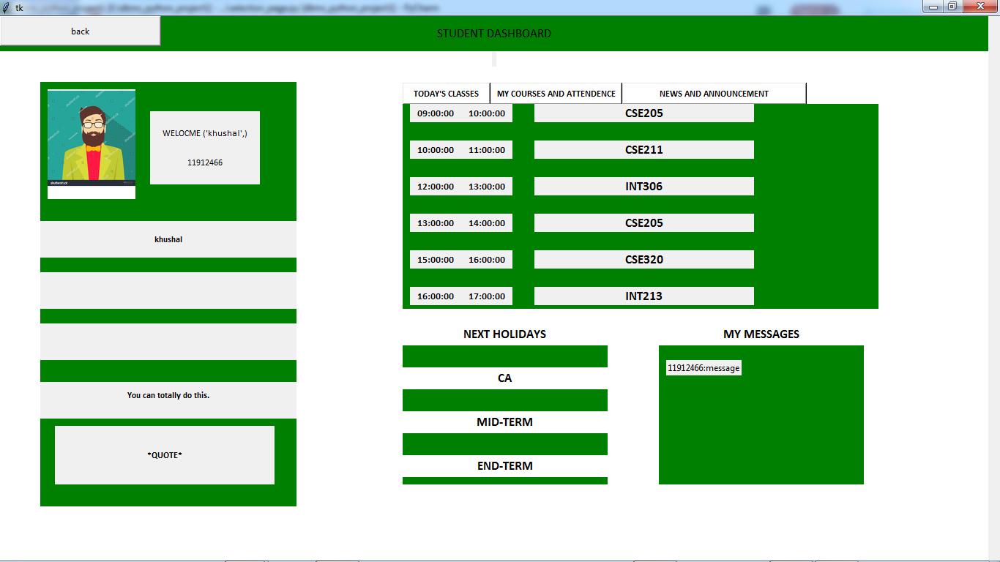 tk
back
STUDENT DASHBOARD
shutterstock
WELOCME ('khushal',)
11912466
khushal
You can totally do this.
*QUOTE*
TODAY'S CLASSES MY COURSES AND ATTENDENCE NEWS AND ANNOUNCEMENT
09:00:00 10:00:00 CSE205
10:00:00 11:00:00 CSE211
12:00:00 13:00:00 INT306
13:00:00 14:00:00 CSE205
15:00:00 16:00:00 CSE320
16:00:00 17:00:00 INT213
NEXT HOLIDAYS
CA
MID-TERM
END-TERM
MY MESSAGES
11912466:message